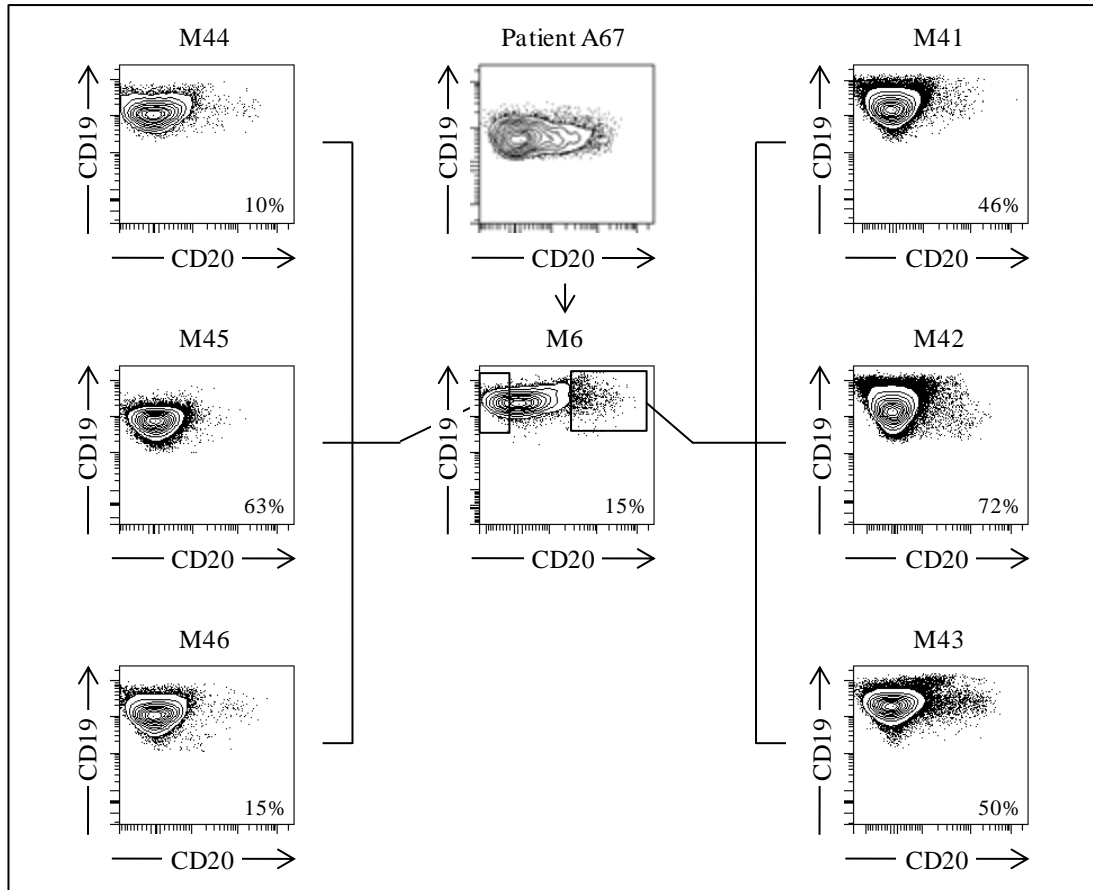 M44
Patient A67
M41
CD19
CD19
CD19
10%
46%
CD20
CD20
CD20
M45
M6
M42
CD19
CD19
CD19
63%
15%
72%
CD20
CD20
CD20
M46
M43
CD19
CD19
15%
50%
CD20
CD20